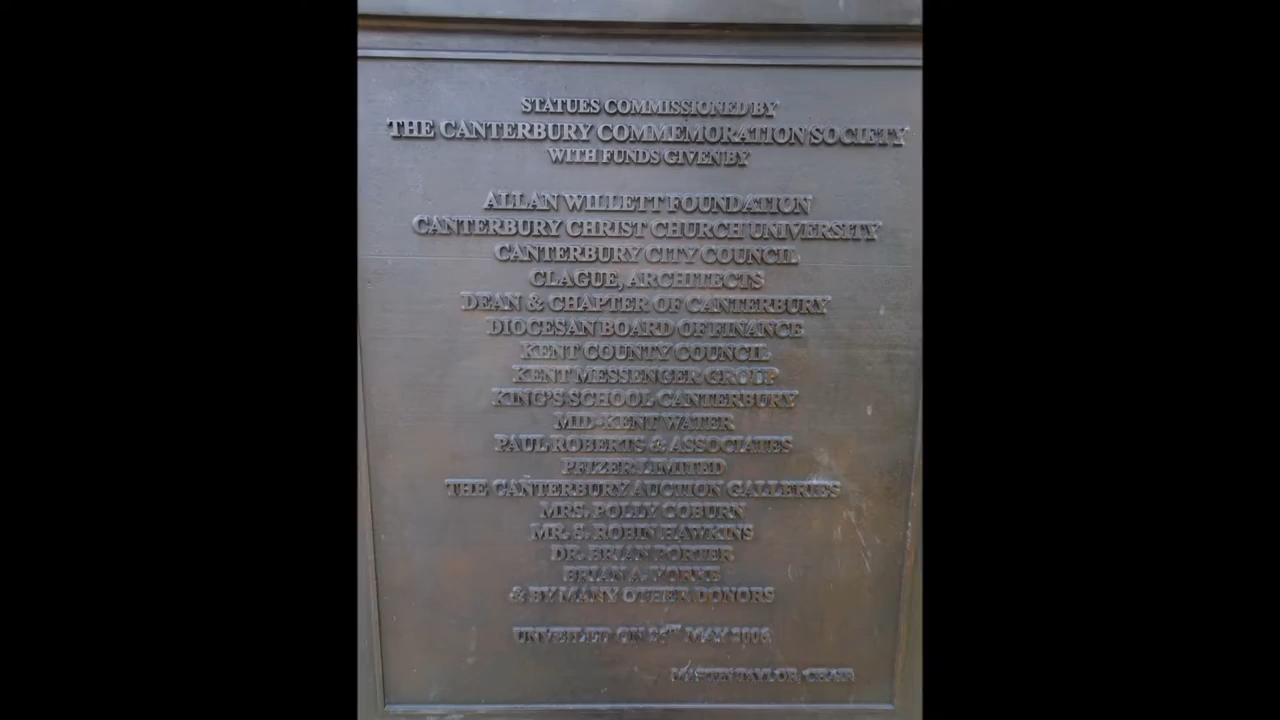 STATUES COMMISSIONED BY
THE CANTERBURY COMMEMORATION SOCIETY
WITH FUNDS GIVEN BY
ALLAN WILLETT FOUNDATION
CANTERBURY CHRIST CHURCH UNIVERSITY
CANTERBURY CITY COUNCIL
CLAGUE, ARCHITECTS
DEAN & CHAPTER OF CANTERBURY
DIOCESAN BOARD OF FINANCE
KENT COUNTY COUNCIL
KENT MESSENGER GROUP
KING'S SCHOOL CANTERBURY
MID-KENT WATER
PAUL ROBERTS & ASSOCIATES
PFIZER LIMITED
THE CANTERBURY AUCTION GALLERIES
MRS. POLLY COBURN
MR. S. ROBIN HAWKINS
DR. BRIAN PORTER
BRIAN A.
& BY MANY OTHER DONORS
UNVEILED ON MAY 2006
TAYLOR, CHAIR